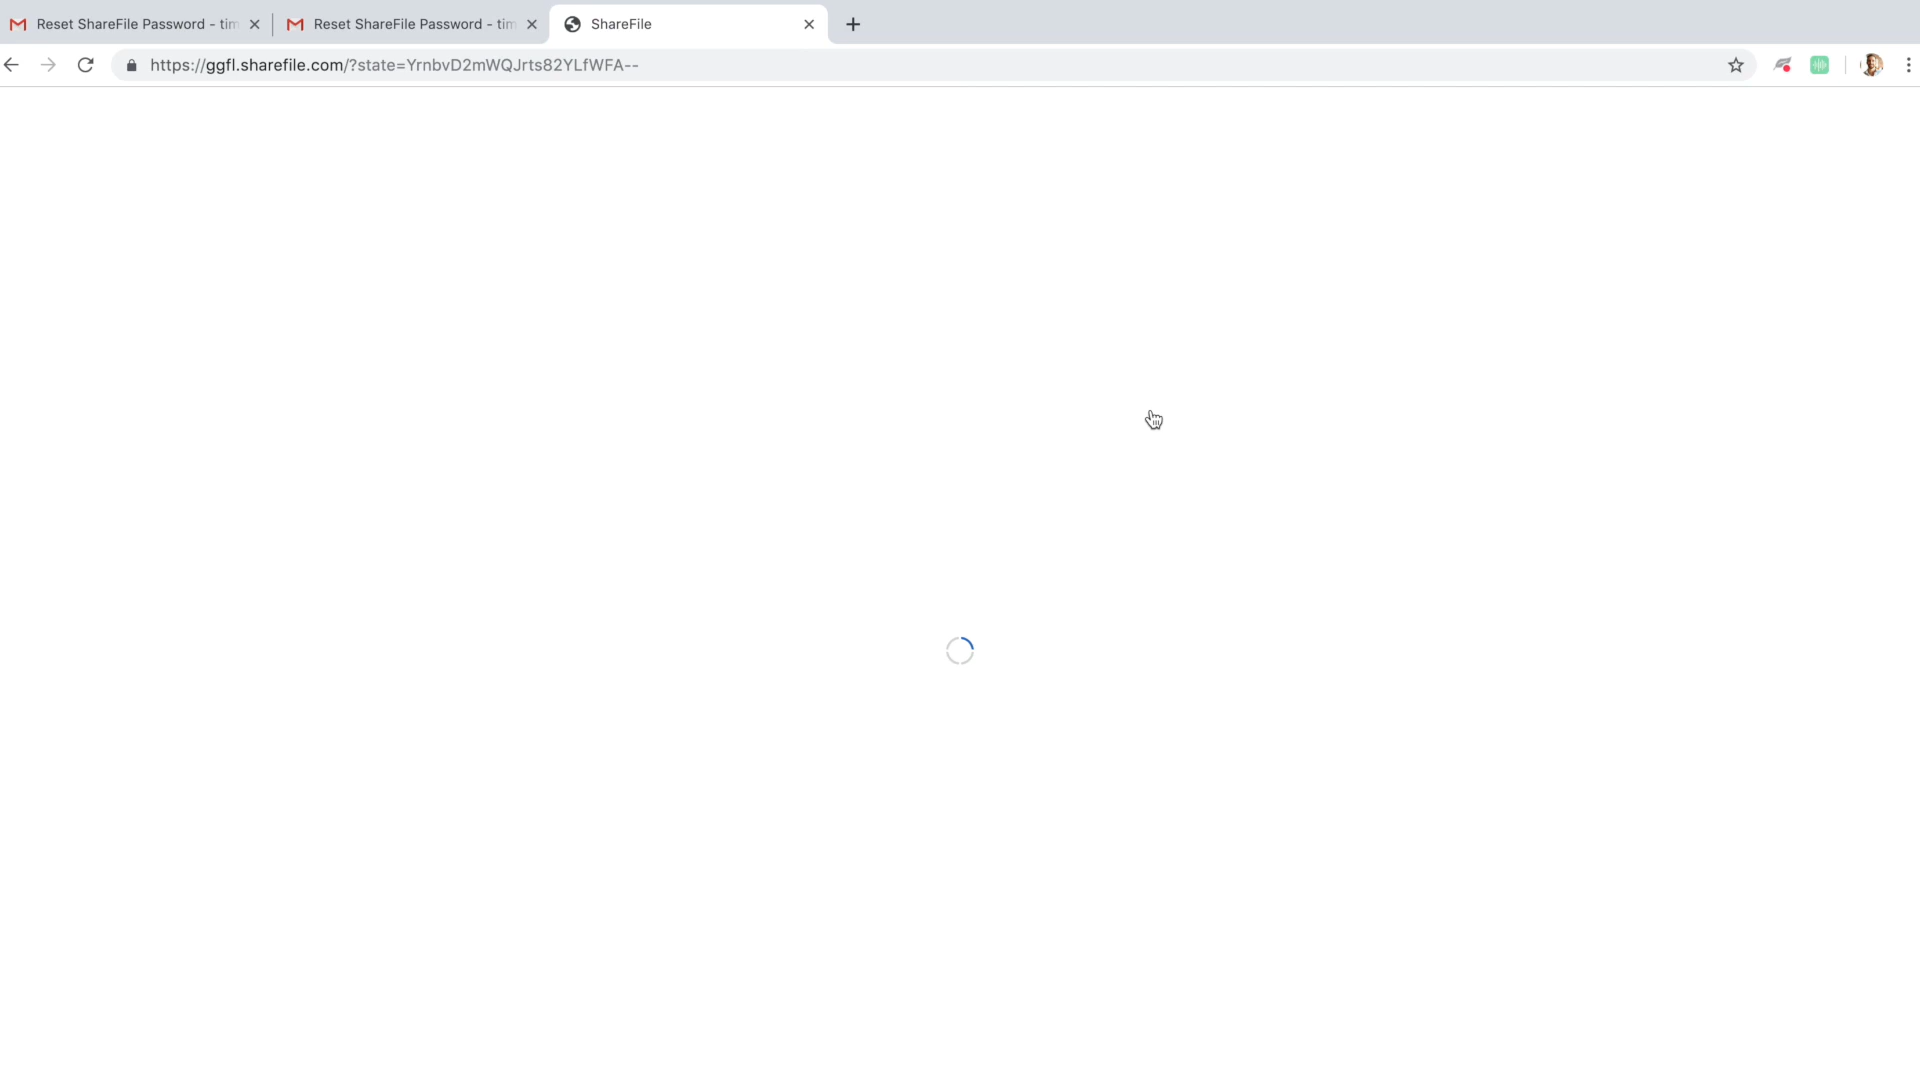 Reset ShareFile Password - tim
Reset ShareFile Password - tim
ShareFile
https://ggfl.sharefile.com/?state=YrnbvD2mWQJrts82YLfWFA--